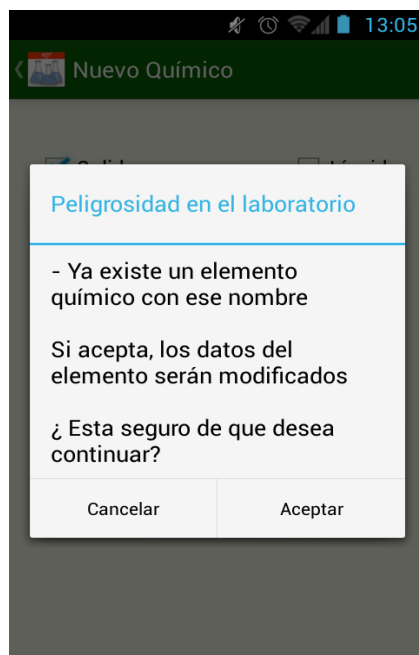 13:05
Nuevo Químico
Peligrosidad en el laboratorio
- Ya existe un elemento
químico con ese nombre
Si acepta, los datos del
elemento serán modificados
¿ Esta seguro de que desea
continuar?
Cancelar
Aceptar